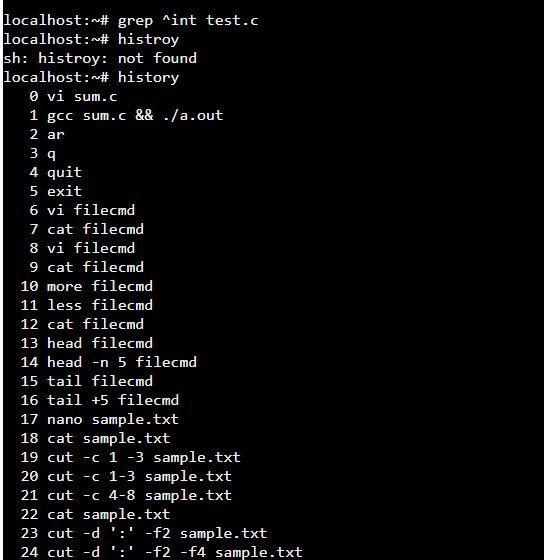 localhost:~# grep ^int test.c
localhost:~# histroy
sh: histroy: not found
localhost:~# history
0 vi sum.c
1 gcc sum.c && ./a.out
2 ar
3 q
4 quit
5 exit
6 vi filecmd
7 cat filecmd
8 vi filecmd
9 cat filecmd
10 more filecmd
11 less filecmd
12 cat filecmd
13 head filecmd
14 head -n 5 filecmd
15 tail filecmd
16 tail +5 filecmd
17 nano sample.txt
18 cat sample.txt
19 cut -c 1 -3 sample.txt
20 cut -c 1-3 sample.txt
21 cut -c 4-8 sample.txt
22 cat sample.txt
23 cut -d ':' -f2 sample.txt
24 cut -d ':' -f2 -f4 sample.txt